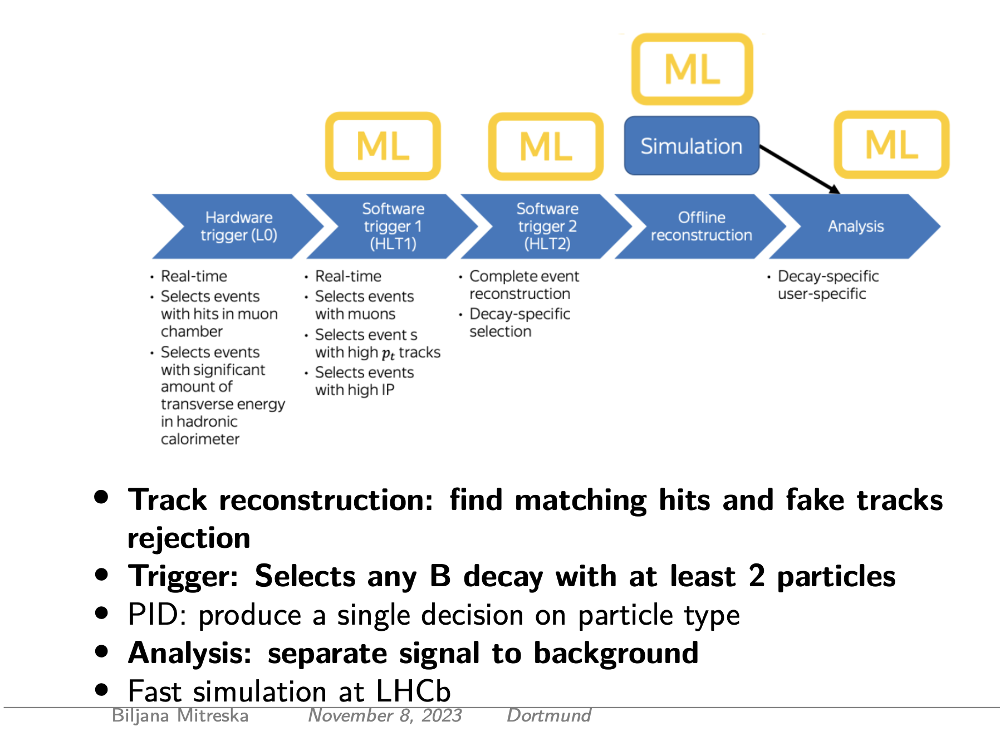 ML
ML
ML
Simulation
ML
Hardware
trigger (L0)
Software
trigger 1
(HLT1)
Software
trigger 2
(HLT2)
Offline
reconstruction
Analysis
• Real-time
• Selects events
with hits in muon
chamber
• Selects events
with significant
amount of
transverse energy
in hadronic
calorimeter
• Real-time
• Selects events
with muons
• Selects event s
with high pt tracks
• Selects events
with high IP
• Complete event
reconstruction
• Decay-specific
selection
• Decay-specific
user-specific
• Track reconstruction: find matching hits and fake tracks
rejection
• Trigger: Selects any B decay with at least 2 particles
• PID: produce a single decision on particle type
• Analysis: separate signal to background
• Fast simulation at LHCb
Biljana Mitreska November 8, 2023 Dortmund